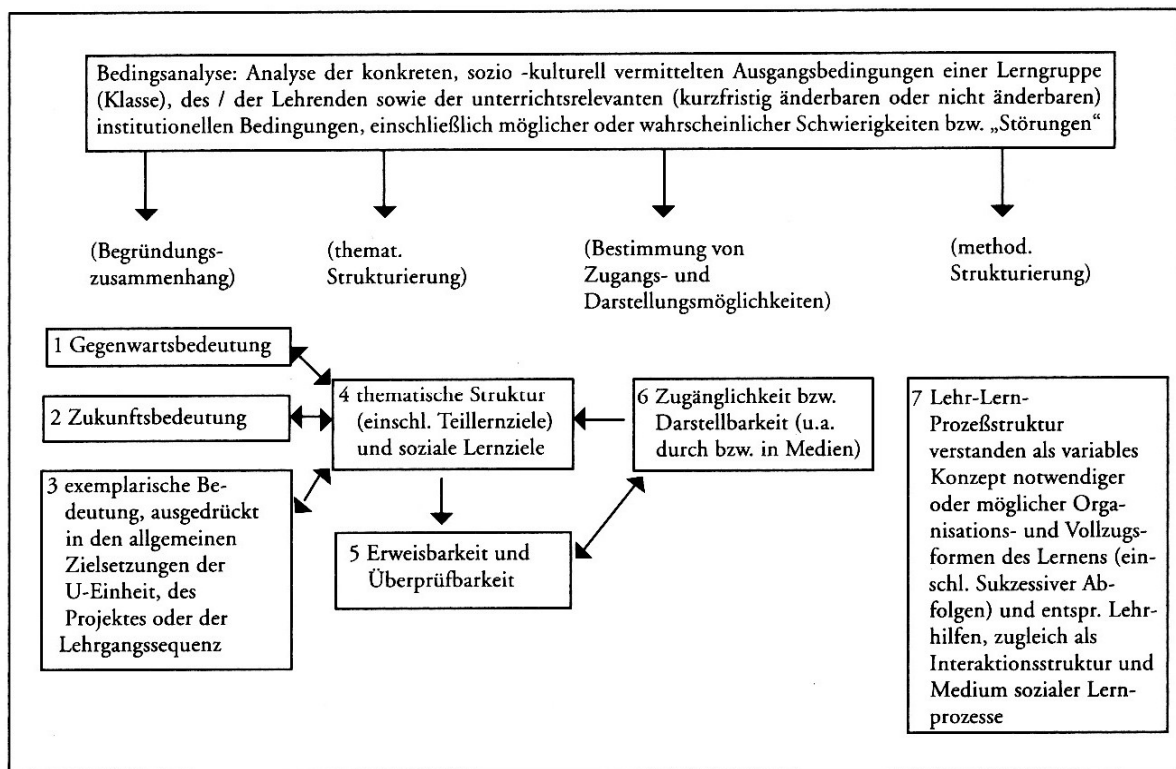 Bedingsanalyse: Analyse der konkreten, sozio -kulturell vermittelten Ausgangsbedingungen einer Lerngruppe
(Klasse), des / der Lehrenden sowie der unterrichtsrelevanten (kurzfristig änderbaren oder nicht änderbaren)
institutionellen Bedingungen, einschließlich möglicher oder wahrscheinlicher Schwierigkeiten bzw. „Störungen“
(Begründungs-
zusammenhang)
(themat.
Strukturierung)
(Bestimmung von
Zugangs- und
Darstellungsmöglichkeiten)
(method.
Strukturierung)
1 Gegenwartsbedeutung
2 Zukunftsbedeutung
3 exemplarische Be-
deutung, ausgedrückt
in den allgemeinen
Zielsetzungen der
U-Einheit, des
Projektes oder der
Lehrgangssequenz
4 thematische Struktur
(einschl. Teillernziele)
und soziale Lernziele
5 Erweisbarkeit und
Überprüfbarkeit
6 Zugänglichkeit bzw.
Darstellbarkeit (u.a.
durch bzw. in Medien)
7 Lehr-Lern-
Prozeßstruktur
verstanden als variables
Konzept notwendiger
oder möglicher Orga-
nisations- und Vollzugs-
formen des Lernens (ein-
schl. Sukzessiver Ab-
folgen) und entspr. Lehr-
hilfen, zugleich als
Interaktionsstruktur und
Medium sozialer Lern-
prozesse